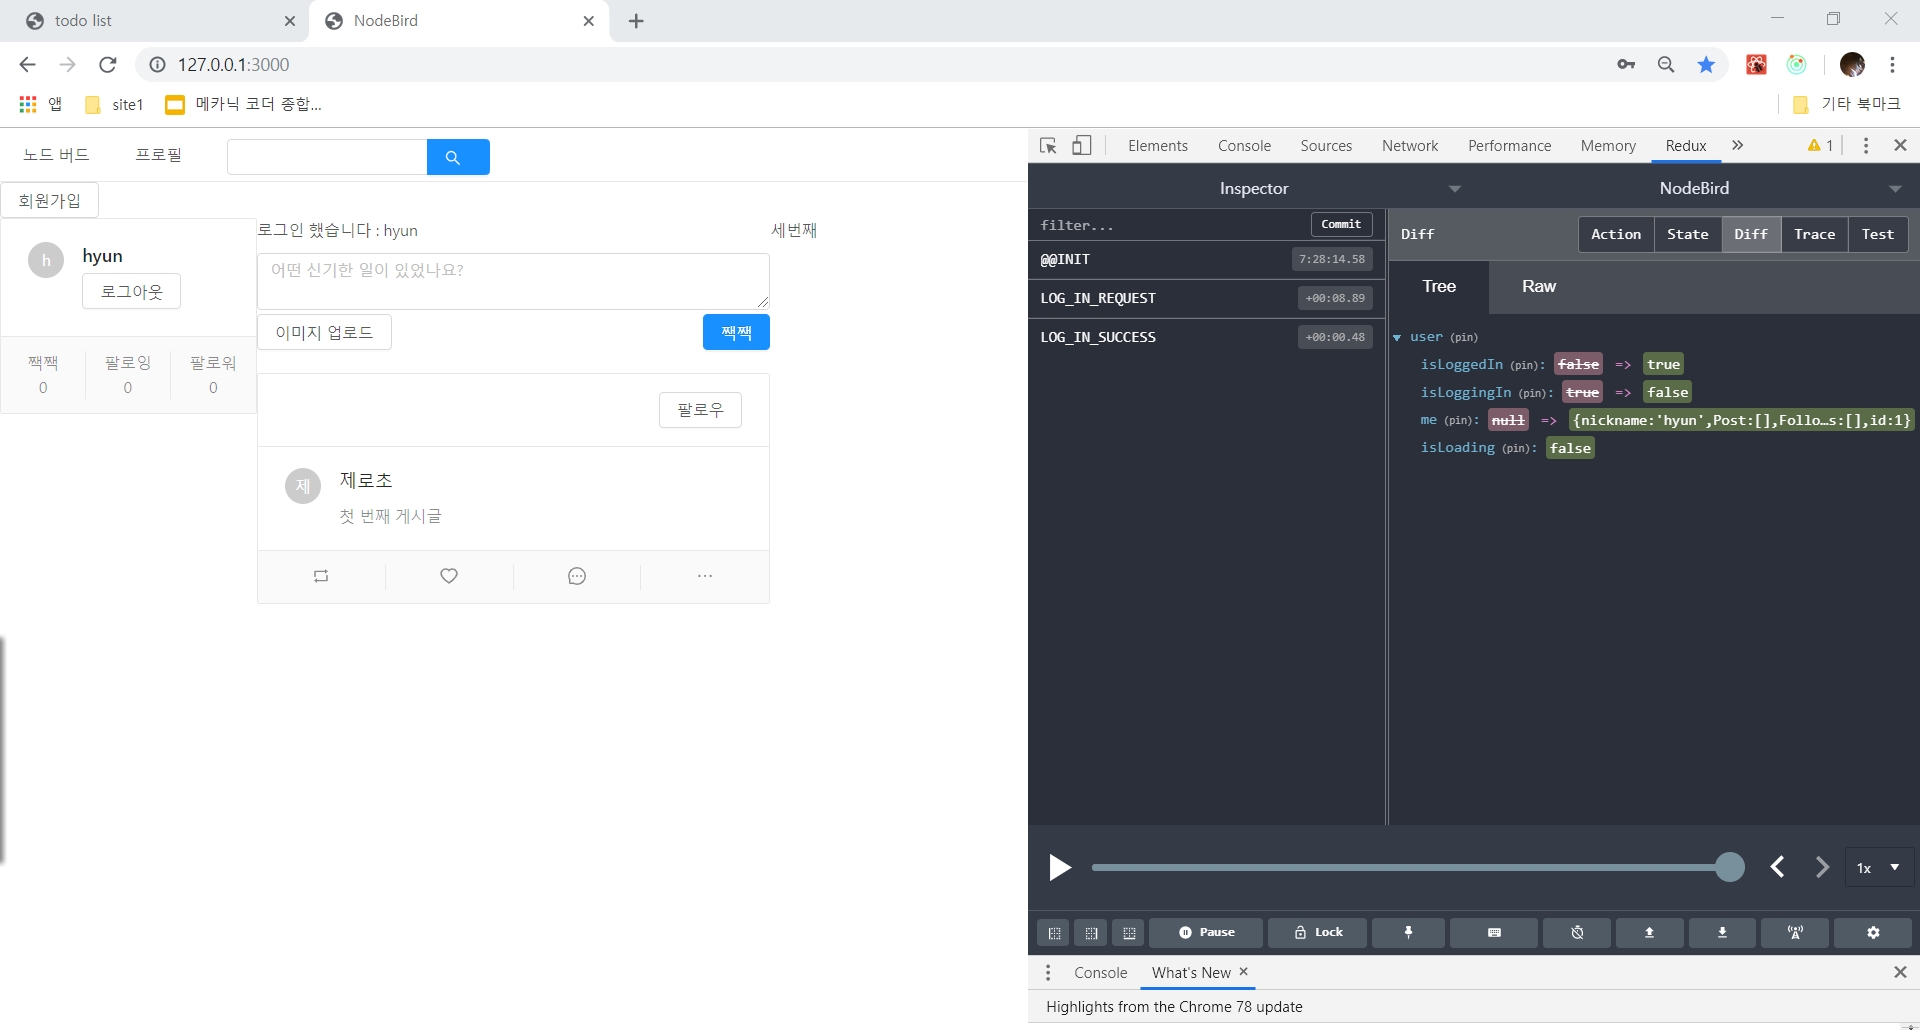 todo list
NodeBird
127.0.0.1:3000
앱
site1
메카닉 코더 종합...
기타 북마크
노드 버드
프로필
회원가입
h
hyun
로그아웃
짹짹
팔로잉
팔로워
0
0
0
로그인 했습니다 : hyun
세번째
어떤 신기한 일이 있었나요?
이미지 업로드
짹짹
팔로우
제
제로초
첫 번째 게시글
Elements
Console
Sources
Network
Performance
Memory
Redux
1
Inspector
NodeBird
filter...
Commit
@@INIT
7:28:14.58
LOG_IN_REQUEST
+00:08.89
LOG_IN_SUCCESS
+00:00.48
Diff
Action
State
Diff
Trace
Test
Tree
Raw
user (pin)
isLoggedIn (pin): false => true
isLoggingIn (pin): true => false
me (pin): null => {nickname:'hyun',Post:[],Follo…s:[],id:1}
isLoading (pin): false
1x
Pause
Lock
Console
What's New
Highlights from the Chrome 78 update